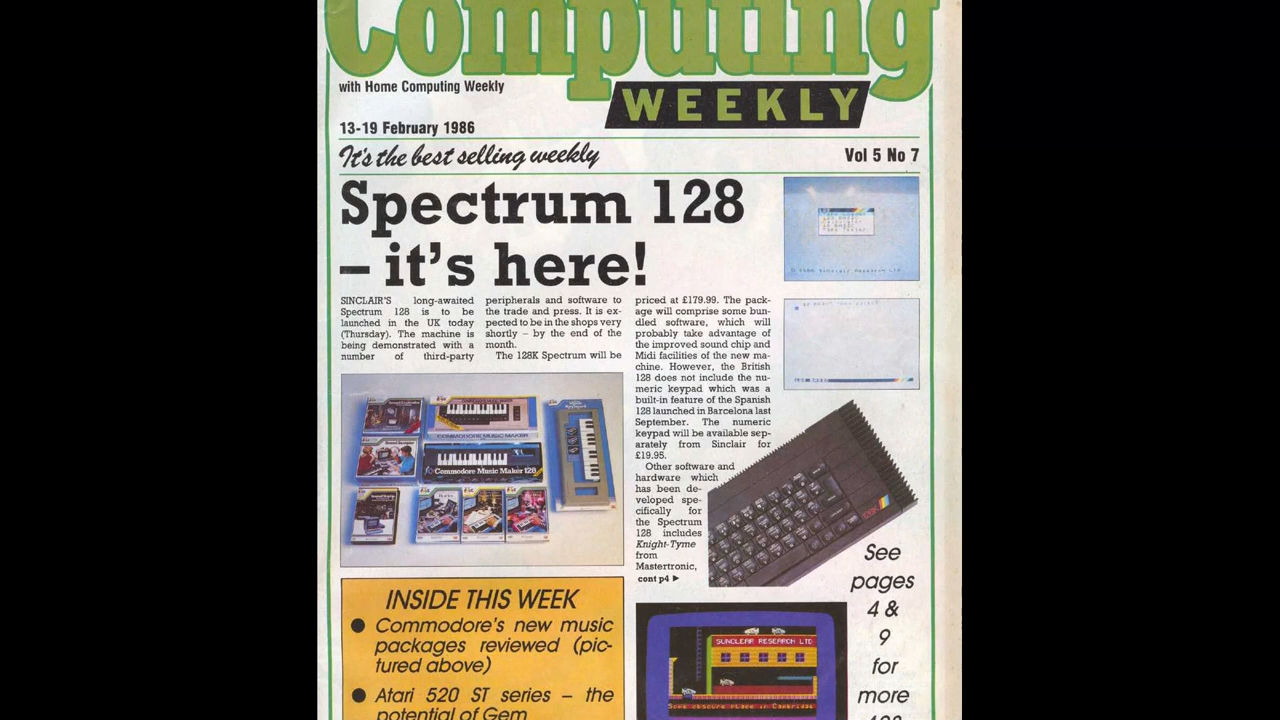 Computing
WEEKLY
with Home Computing Weekly
13-19 February 1986
It's the best selling weekly
Vol 5 No 7
Spectrum 128
– it's here!
SINCLAIR'S long-awaited
Spectrum 128 is to be
launched in the UK today
(Thursday). The machine is
being demonstrated with a
number of third-party
peripherals and software to
the trade and press. It is ex-
pected to be in the shops very
shortly – by the end of the
month.
The 128K Spectrum will be
priced at £179.99. The pack-
age will comprise some bun-
dled software, which will
probably take advantage of
the improved sound chip and
Midi facilities of the new ma-
chine. However, the British
128 does not include the nu-
meric keypad which was a
built-in feature of the Spanish
128 launched in Barcelona last
September. The numeric
keypad will be available sep-
arately from Sinclair for
£19.95.
Other software and
hardware which
has been de-
veloped spe-
cifically for
the Spectrum
128 includes
Knight-Tyme
from
Mastertronic,
cont p4 ►
COMMODORE MUSIC MAKER
Commodore Music Maker 128
INSIDE THIS WEEK
● Commodore's new music
packages reviewed (pic-
tured above)
● Atari 520 ST series – the
potential of Gem
SUNCLEAR RESEARCH LTD
Some obscure place in Cambridge
See
pages
4 &
9
for
more